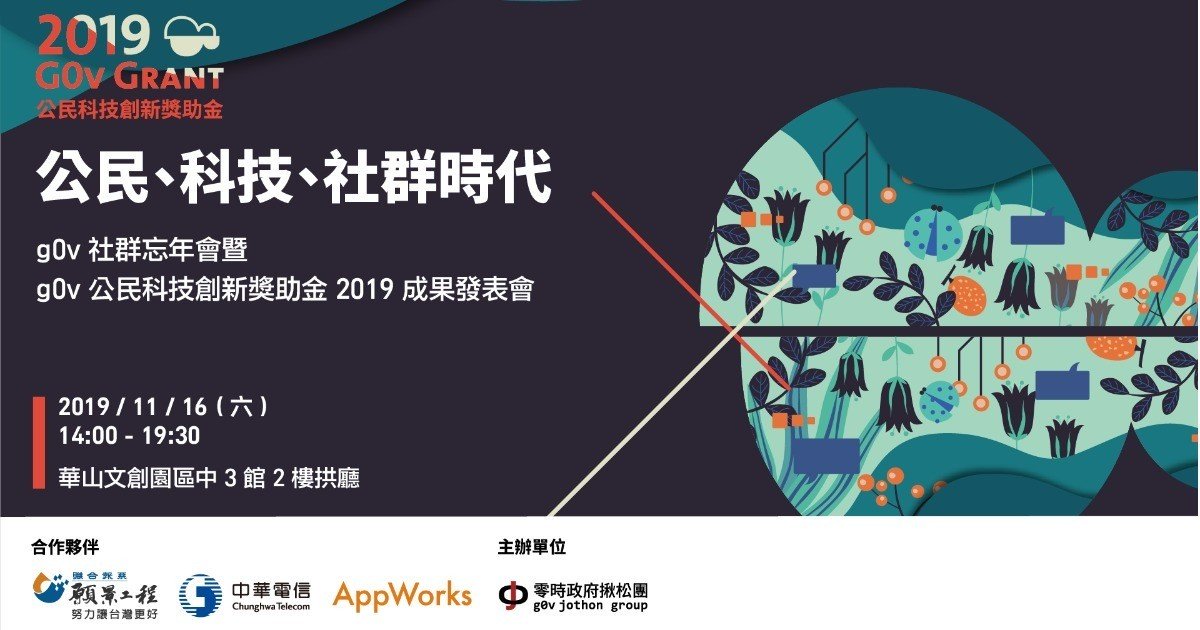 2019
G0V GRANT
公民科技創新獎助金
公民、科技、社群時代
g0v 社群忘年會暨
g0v 公民科技創新獎助金 2019 成果發表會
2019 / 11 / 16 ( 六 )
14:00 - 19:30
華山文創園區中 3 館 2 樓拱廳
合作夥伴
聯合報系
願景工程
努力讓台灣更好
中華電信
Chunghwa Telecom
AppWorks
主辦單位
零時政府揪松團
g0v jothon group